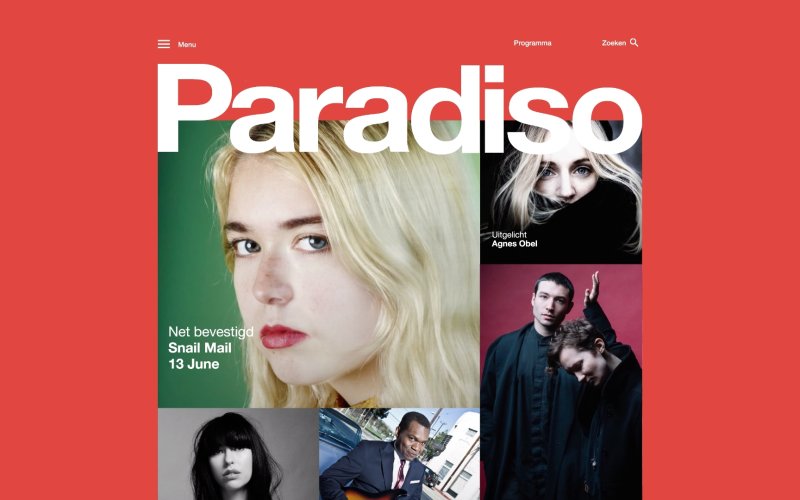 Menu
Programma
Zoeken
Paradiso
Uitgelicht
Agnes Obel
Net bevestigd
Snail Mail
13 June